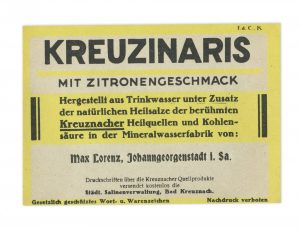 I. d. C. N.
KREUZINARIS
MIT ZITRONENGESCHMACK
Hergestellt aus Trinkwasser unter Zusatz
der natürlichen Heilsalze der berühmten
Kreuznacher Heilquellen und Kohlen-
säure in der Mineralwasserfabrik von:
Max Lorenz, Johanngeorgenstadt i. Sa.
Druckschriften über die Kreuznacher Quellprodukte
versendet kostenlos die
Städt. Salinenverwaltung, Bad Kreuznach.
Gesetzlich geschütztes Wort- u. Warenzeichen Nachdruck verboten